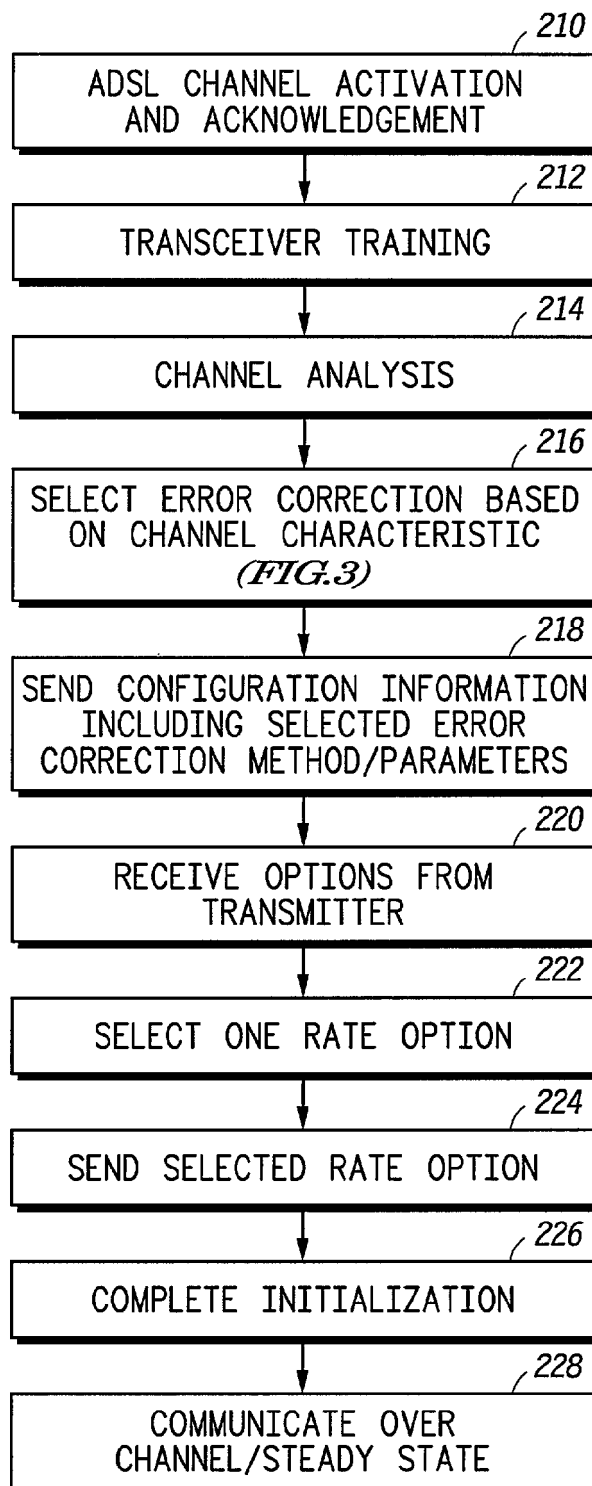 210
ADSL CHANNEL ACTIVATION
AND ACKNOWLEDGEMENT
212
TRANSCEIVER TRAINING
214
CHANNEL ANALYSIS
216
SELECT ERROR CORRECTION BASED
ON CHANNEL CHARACTERISTIC
(FIG.3)
218
SEND CONFIGURATION INFORMATION
INCLUDING SELECTED ERROR
CORRECTION METHOD/PARAMETERS
220
RECEIVE OPTIONS FROM
TRANSMITTER
222
SELECT ONE RATE OPTION
224
SEND SELECTED RATE OPTION
226
COMPLETE INITIALIZATION
228
COMMUNICATE OVER
CHANNEL/STEADY STATE